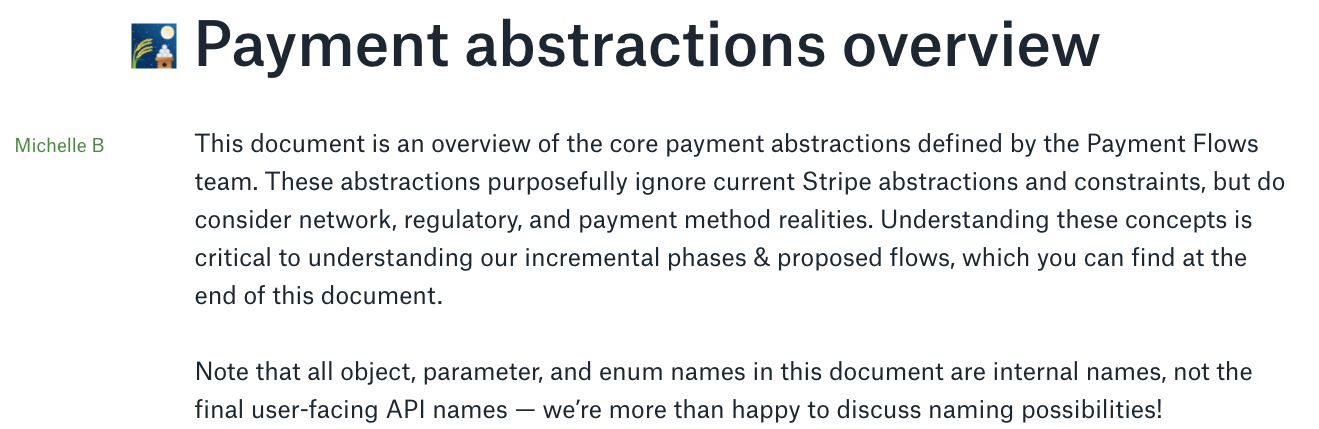 Payment abstractions overview
Michelle B
This document is an overview of the core payment abstractions defined by the Payment Flows
team. These abstractions purposefully ignore current Stripe abstractions and constraints, but do
consider network, regulatory, and payment method realities. Understanding these concepts is
critical to understanding our incremental phases & proposed flows, which you can find at the
end of this document.
Note that all object, parameter, and enum names in this document are internal names, not the
final user-facing API names — we’re more than happy to discuss naming possibilities!